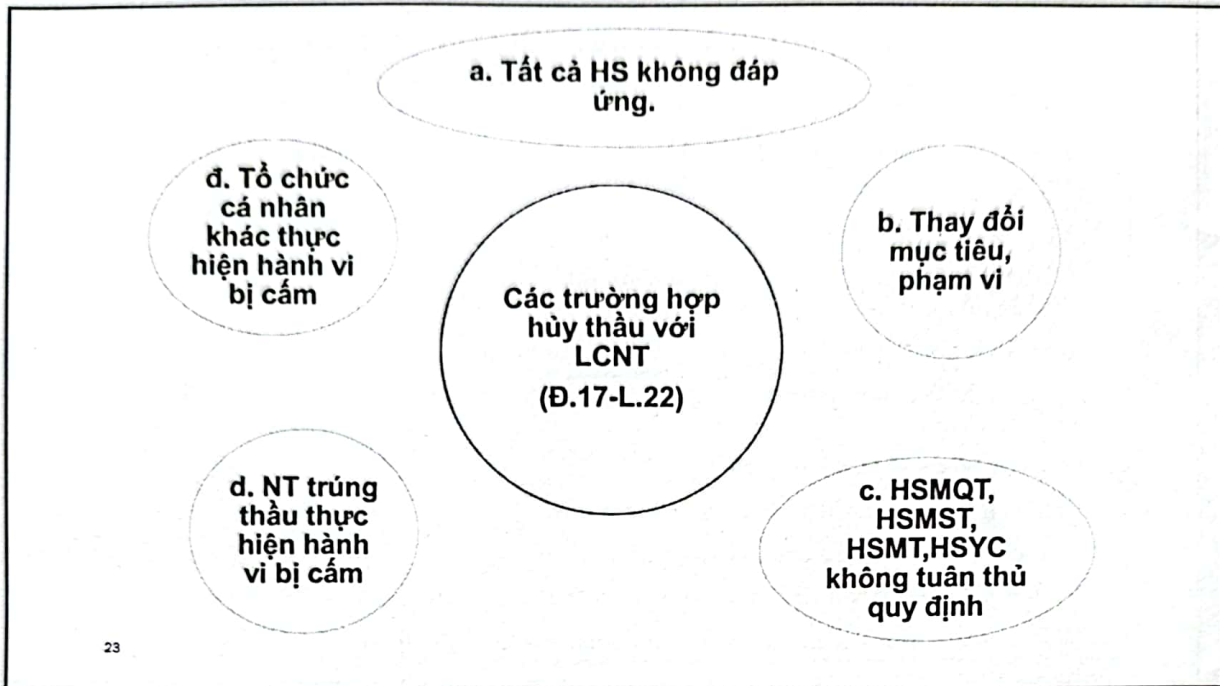 a. Tất cả HS không đáp
ứng.
đ. Tổ chức
cá nhân
khác thực
hiện hành vi
bị cấm
b. Thay đổi
mục tiêu,
phạm vi
Các trường hợp
hủy thầu với
LCNT
(Đ.17-L.22)
d. NT trúng
thầu thực
hiện hành
vi bị cấm
c. HSMQT,
HSMST,
HSMT,HSYC
không tuân thủ
quy định
23